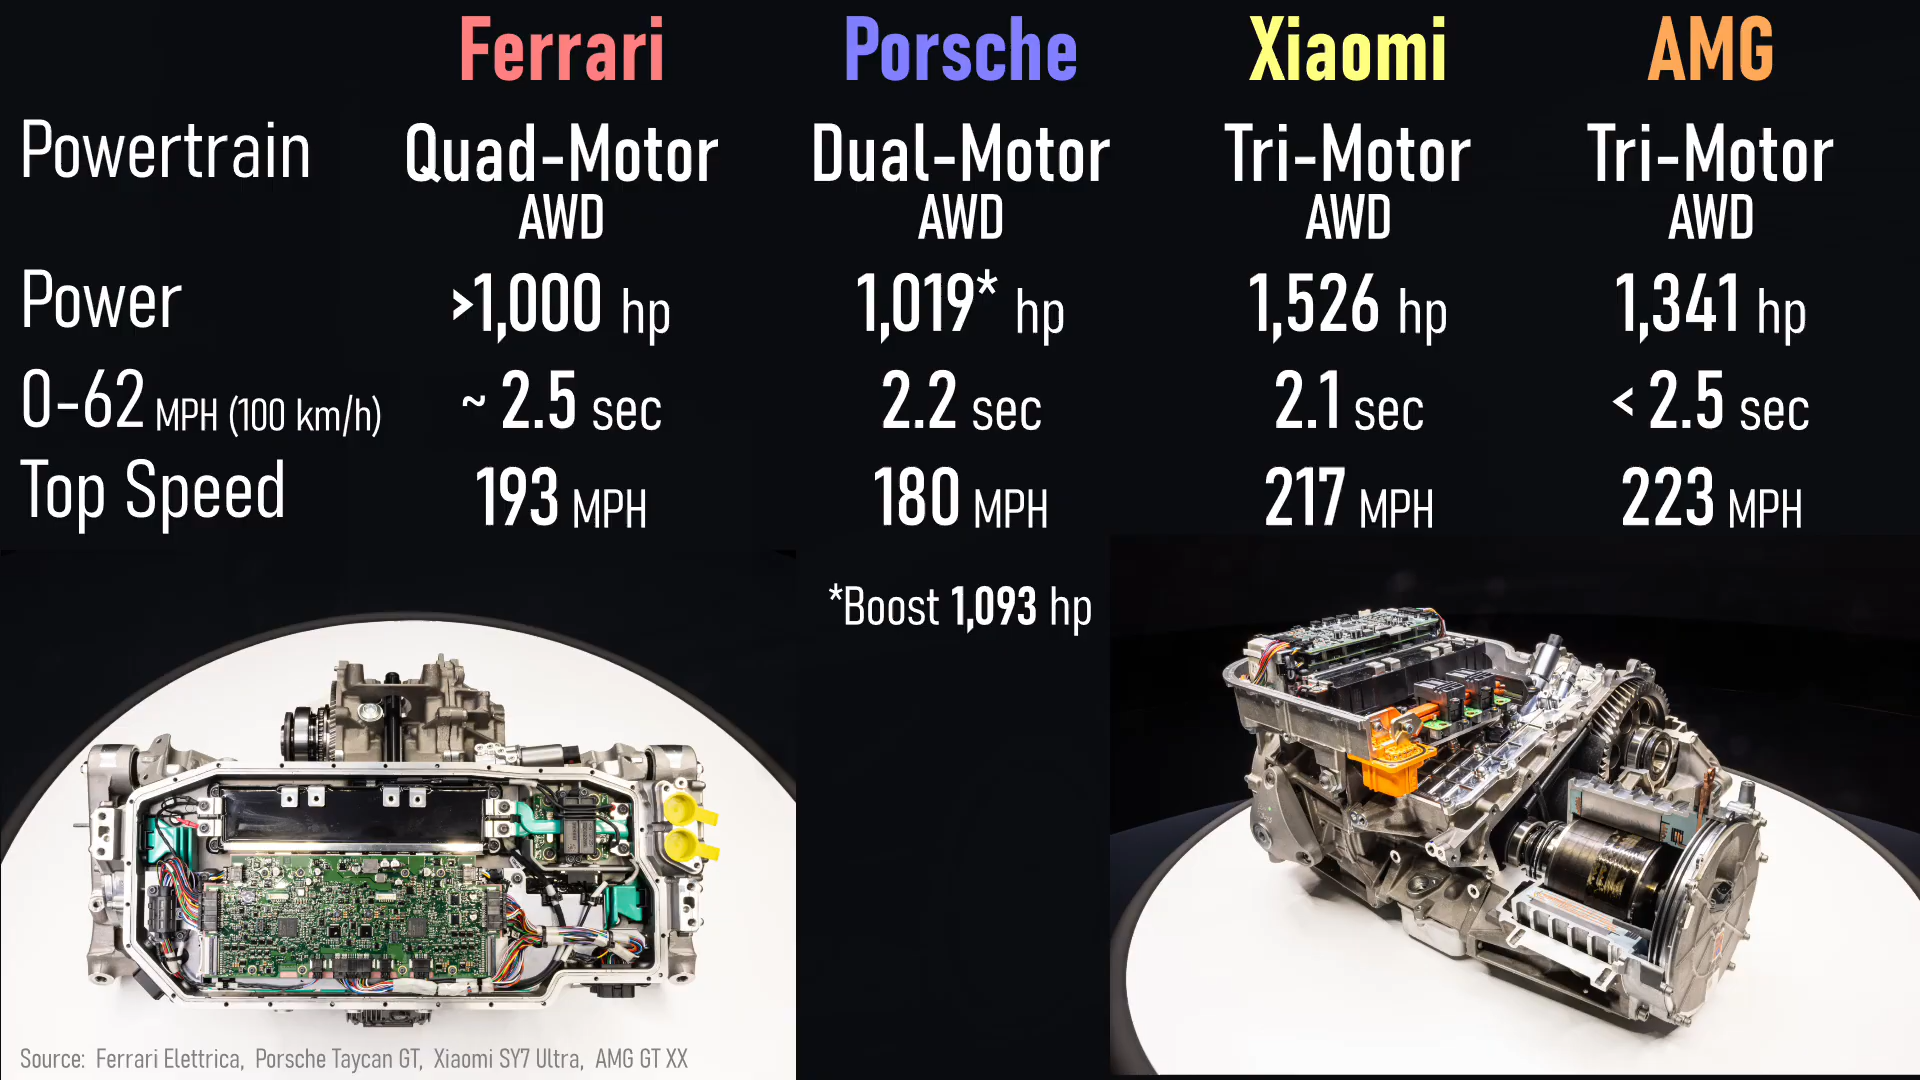 Ferrari Porsche Xiaomi AMG
Powertrain Quad-Motor Dual-Motor Tri-Motor Tri-Motor
AWD AWD AWD AWD
Power >1,000 hp 1,019* hp 1,526 hp 1,341 hp
0-62 MPH (100 km/h) ~ 2.5 sec 2.2 sec 2.1 sec < 2.5 sec
Top Speed 193 MPH 180 MPH 217 MPH 223 MPH
*Boost 1,093 hp
Source: Ferrari Elettrica, Porsche Taycan GT, Xiaomi SY7 Ultra, AMG GT XX